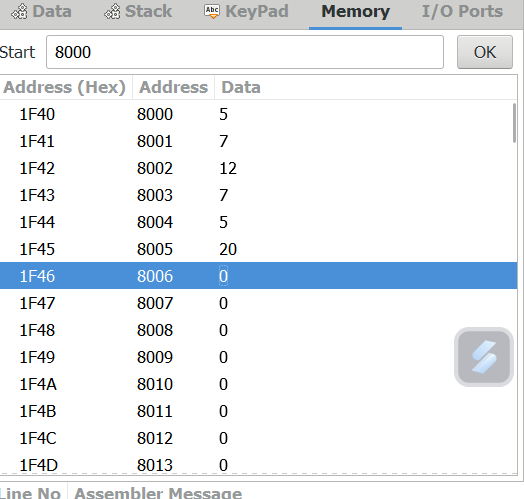 Data Stack Abc KeyPad Memory I/O Ports
Start 8000 OK
Address (Hex) Address Data
1F40 8000 5
1F41 8001 7
1F42 8002 12
1F43 8003 7
1F44 8004 5
1F45 8005 20
1F46 8006 0
1F47 8007 0
1F48 8008 0
1F49 8009 0
1F4A 8010 0
1F4B 8011 0
1F4C 8012 0
1F4D 8013 0
Line No Assembler Message